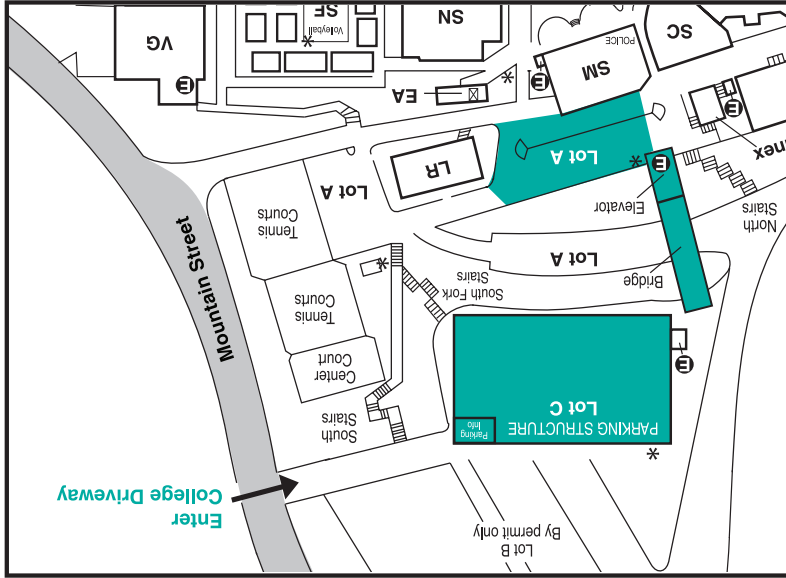 Lot B
By permit only
Enter
College Driveway
PARKING STRUCTURE
Lot C
Parking
Info
South
Stairs
Center
Court
E
Tennis
Courts
South Fork
Stairs
Bridge
Lot A
Mountain Street
North
Stairs
Elevator
E
Tennis
Courts
Lot A
LR
Lot A
nex
E
EA
E
E
SM
POLICE
SC
VG
SN
Volleyball
SF